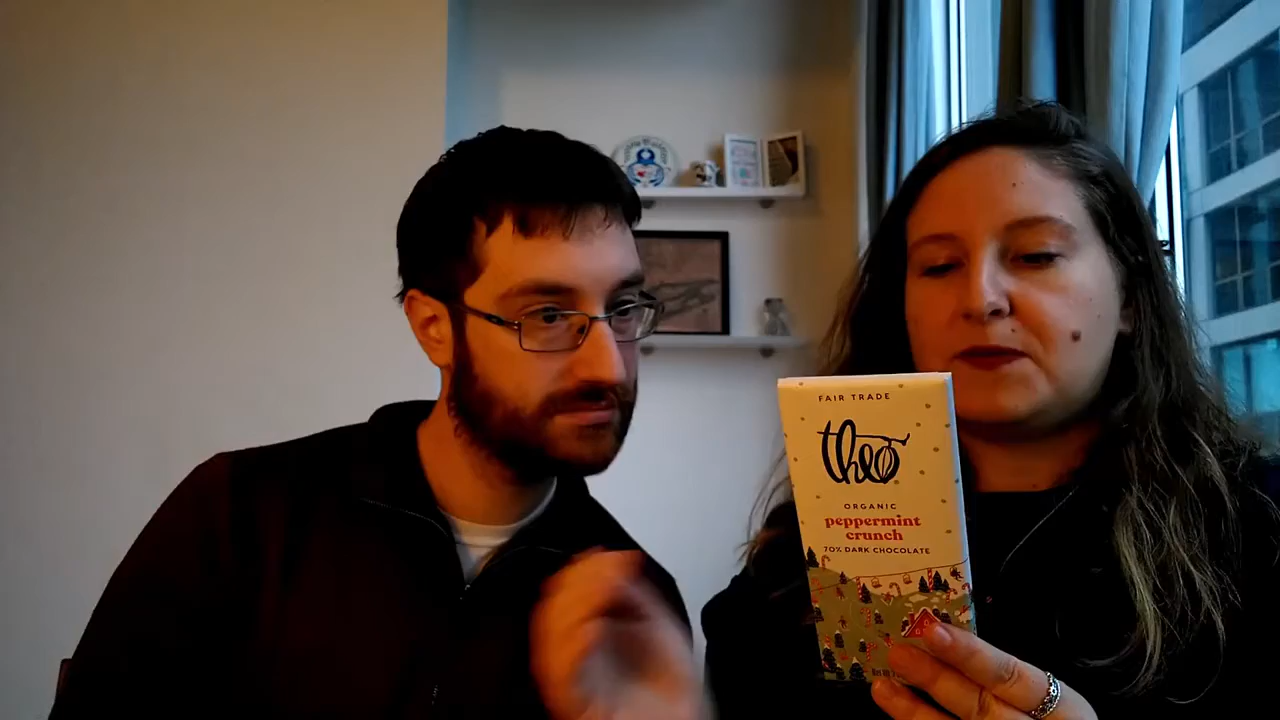 FAIR TRADE
theo
ORGANIC
peppermint
crunch
70% DARK CHOCOLATE